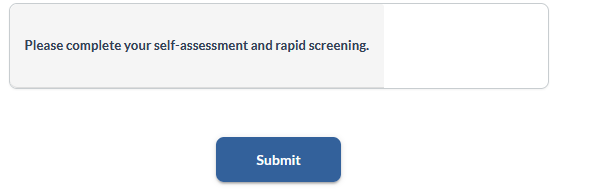 Please complete your self-assessment and rapid screening.
Submit